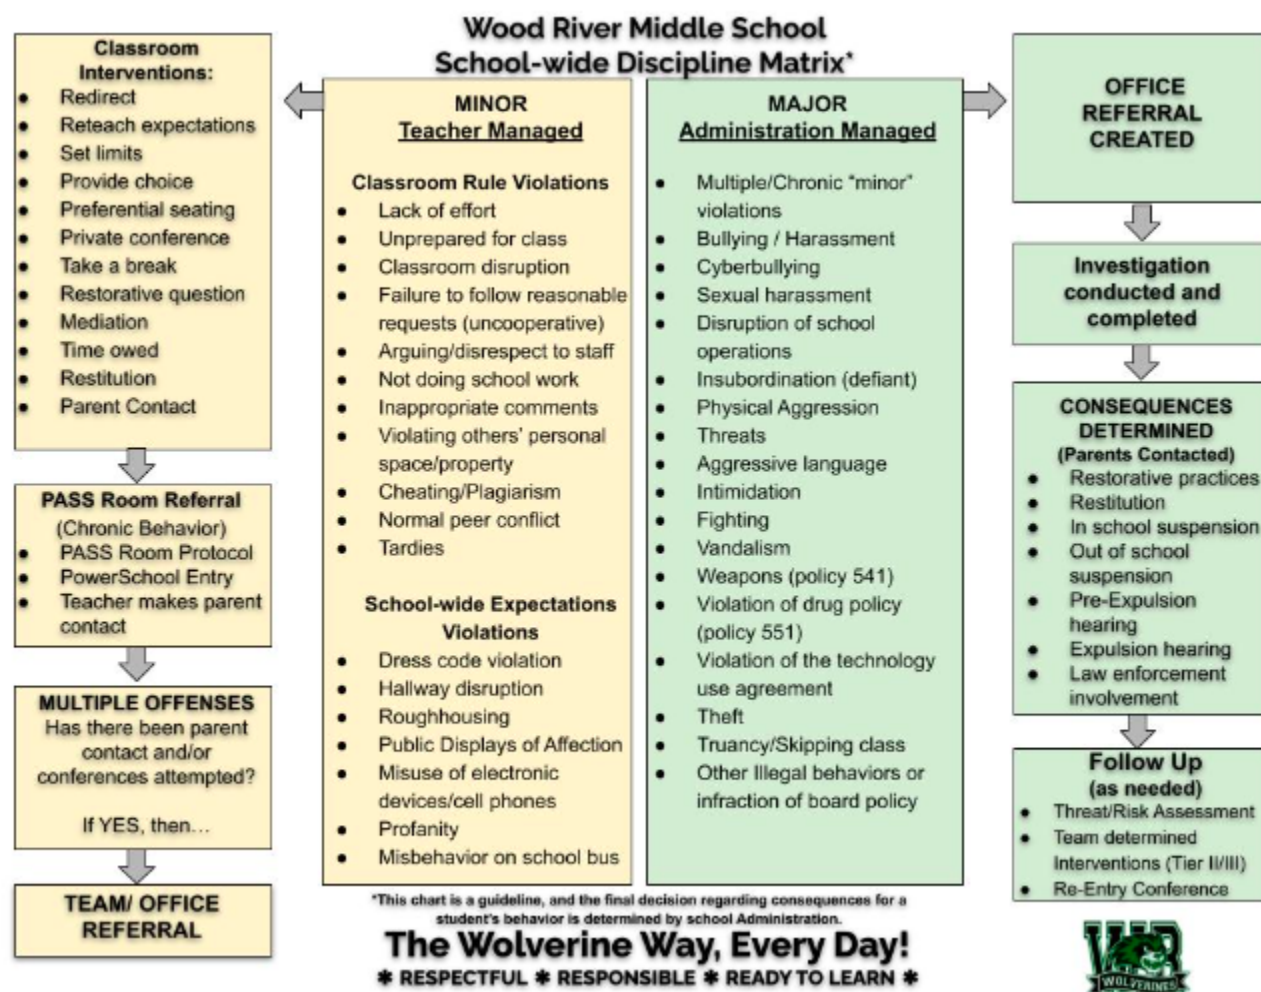 Wood River Middle School
School-wide Discipline Matrix*
Classroom
Interventions:
● Redirect
● Reteach expectations
● Set limits
● Provide choice
● Preferential seating
● Private conference
● Take a break
● Restorative question
● Mediation
● Time owed
● Restitution
● Parent Contact
PASS Room Referral
(Chronic Behavior)
● PASS Room Protocol
● PowerSchool Entry
● Teacher makes parent
contact
MULTIPLE OFFENSES
Has there been parent
contact and/or
conferences attempted?
If YES, then…
TEAM/ OFFICE
REFERRAL
MINOR
Teacher Managed
Classroom Rule Violations
● Lack of effort
● Unprepared for class
● Classroom disruption
● Failure to follow reasonable
requests (uncooperative)
● Arguing/disrespect to staff
● Not doing school work
● Inappropriate comments
● Violating others' personal
space/property
● Cheating/Plagiarism
● Normal peer conflict
● Tardies
School-wide Expectations
Violations
● Dress code violation
● Hallway disruption
● Roughhousing
● Public Displays of Affection
● Misuse of electronic
devices/cell phones
● Profanity
● Misbehavior on school bus
MAJOR
Administration Managed
● Multiple/Chronic “minor”
violations
● Bullying / Harassment
● Cyberbullying
● Sexual harassment
● Disruption of school
operations
● Insubordination (defiant)
● Physical Aggression
● Threats
● Aggressive language
● Intimidation
● Fighting
● Vandalism
● Weapons (policy 541)
● Violation of drug policy
(policy 551)
● Violation of the technology
use agreement
● Theft
● Truancy/Skipping class
● Other Illegal behaviors or
infraction of board policy
OFFICE
REFERRAL
CREATED
Investigation
conducted and
completed
CONSEQUENCES
DETERMINED
(Parents Contacted)
● Restorative practices
● Restitution
● In school suspension
● Out of school
suspension
● Pre-Expulsion
hearing
● Expulsion hearing
● Law enforcement
involvement
Follow Up
(as needed)
● Threat/Risk Assessment
● Team determined
Interventions (Tier II/III)
● Re-Entry Conference
*This chart is a guideline, and the final decision regarding consequences for a
student's behavior is determined by school Administration.
The Wolverine Way, Every Day!
✱ RESPECTFUL ✱ RESPONSIBLE ✱ READY TO LEARN ✱
WR
WOLVERINES